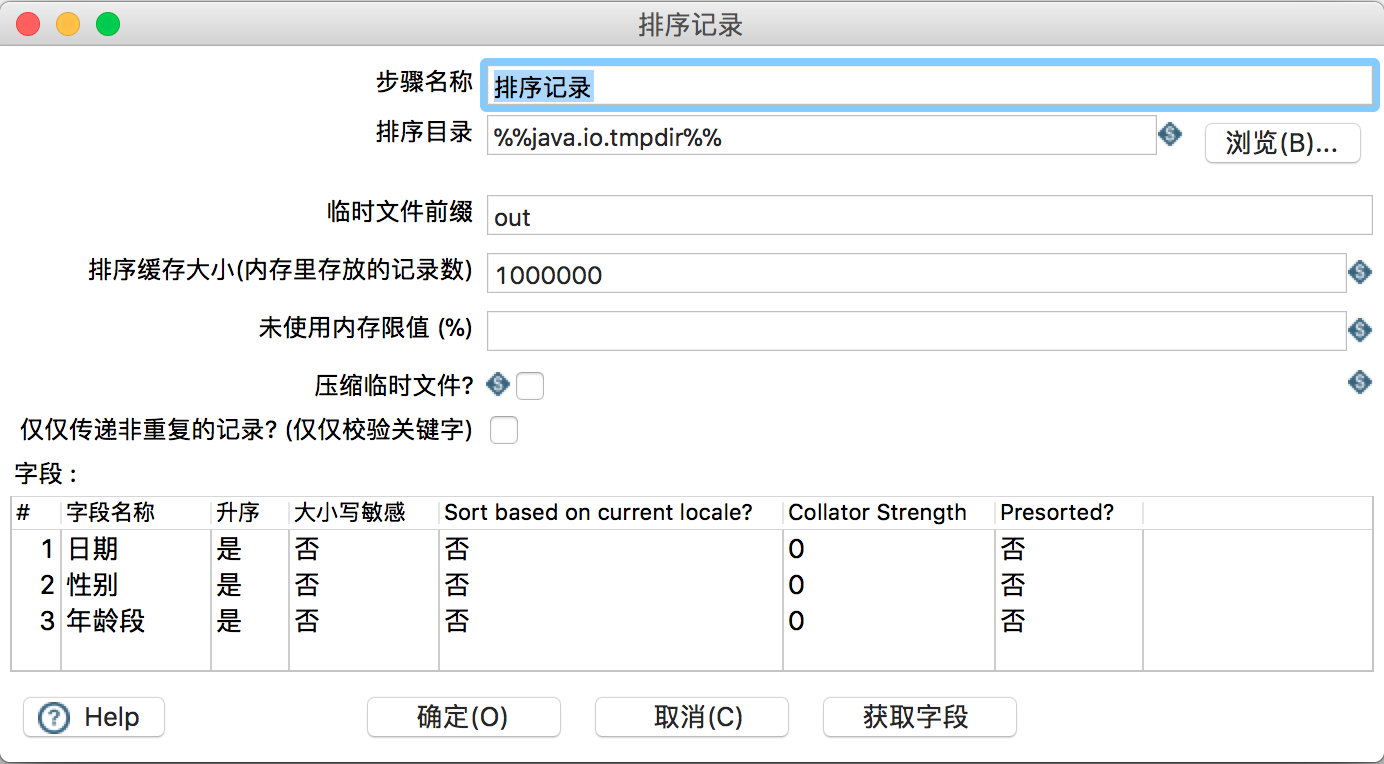 排序记录
步骤名称 排序记录
排序目录 %%java.io.tmpdir%% 浏览(B)...
临时文件前缀 out
排序缓存大小(内存里存放的记录数) 1000000
未使用内存限值 (%)
压缩临时文件?
仅仅传递非重复的记录? (仅仅校验关键字)
字段 :
# 字段名称 升序 大小写敏感 Sort based on current locale? Collator Strength Presorted?
1 日期 是 否 否 0 否
2 性别 是 否 否 0 否
3 年龄段 是 否 否 0 否
? Help 确定(O) 取消(C) 获取字段